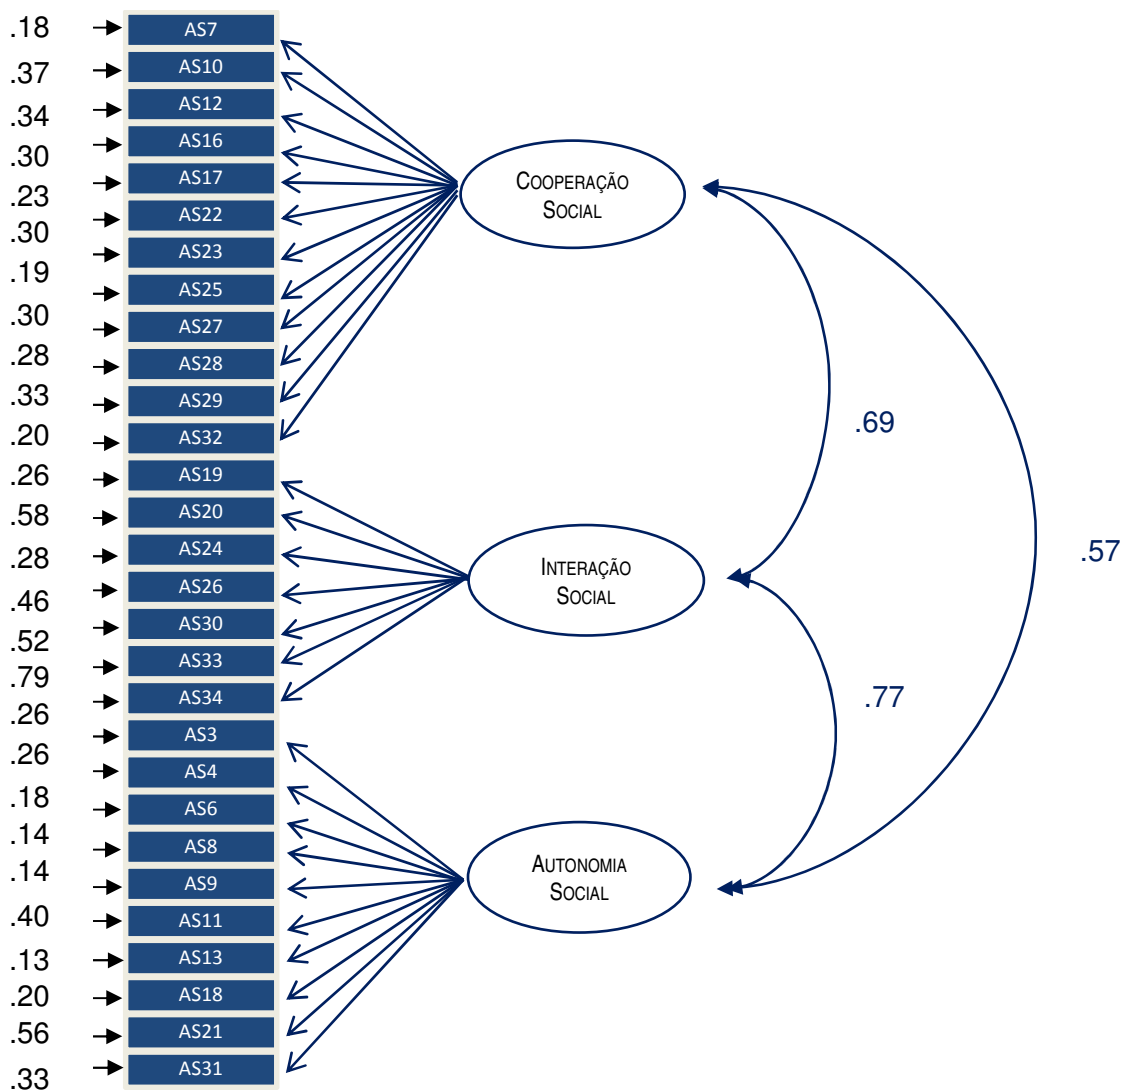 .18
AS7
.37
AS10
.34
AS12
.30
AS16
.23
AS17
.30
AS22
.19
AS23
.30
AS25
.28
AS27
.33
AS28
.20
AS29
.26
AS32
.58
AS19
.28
AS20
.46
AS24
.52
AS26
.79
AS30
.26
AS33
.26
AS34
.18
AS3
.14
AS4
.14
AS6
.40
AS8
.13
AS9
.20
AS11
.56
AS13
.33
AS18
AS21
AS31
COOPERAÇÃO
SOCIAL
INTERAÇÃO
SOCIAL
AUTONOMIA
SOCIAL
.69
.57
.77